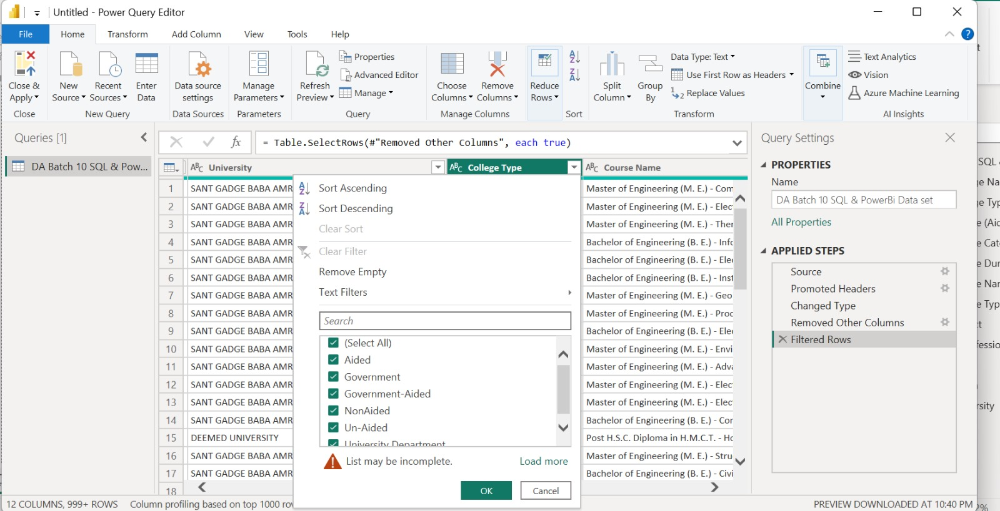 Untitled - Power Query Editor
File Home Transform Add Column View Tools Help
Close & Apply
Close
New Source
Recent Sources
Enter Data
New Query
Data source settings
Data Sources
Manage Parameters
Parameters
Refresh Preview
Properties
Advanced Editor
Manage
Query
Choose Columns
Remove Columns
Manage Columns
Reduce Rows
Sort
Split Column
Group By
Data Type: Text
Use First Row as Headers
Replace Values
Transform
Combine
Text Analytics
Vision
Azure Machine Learning
AI Insights
Queries [1]
DA Batch 10 SQL & Pow...
fx = Table.SelectRows(#"Removed Other Columns", each true)
ABC University ABC College Type ABC Course Name
1 SANT GADGE BABA AMR Master of Engineering (M. E.) - Com
2 SANT GADGE BABA AMR Master of Engineering (M. E.) - Elec
3 SANT GADGE BABA AMR Master of Engineering (M. E.) - Ther
4 SANT GADGE BABA AMR Bachelor of Engineering (B. E.) - Info
5 SANT GADGE BABA AMR Bachelor of Engineering (B. E.) - Elec
6 SANT GADGE BABA AMR Bachelor of Engineering (B. E.) - Inst
7 SANT GADGE BABA AMR Master of Engineering (M. E.) - Geo
8 SANT GADGE BABA AMR Master of Engineering (M. E.) - Proc
9 SANT GADGE BABA AMR Bachelor of Engineering (B. E.) - Elec
10 SANT GADGE BABA AMR Master of Engineering (M. E.) - Envi
11 SANT GADGE BABA AMR Master of Engineering (M. E.) - Adva
12 SANT GADGE BABA AMR Master of Engineering (M. E.) - Elec
13 SANT GADGE BABA AMR Master of Engineering (M. E.) - Elec
14 SANT GADGE BABA AMR Bachelor of Engineering (B. E.) - Cor
15 DEEMED UNIVERSITY Post H.S.C. Diploma in H.M.C.T. - Ho
16 SANT GADGE BABA AMR Master of Engineering (M. E.) - Stru
17 SANT GADGE BABA AMR Bachelor of Engineering (B. E.) - Civi
18
Sort Ascending
Sort Descending
Clear Sort
Clear Filter
Remove Empty
Text Filters
Search
(Select All)
Aided
Government
Government-Aided
NonAided
Un-Aided
University Department
List may be incomplete. Load more
OK Cancel
Query Settings
PROPERTIES
Name
DA Batch 10 SQL & PowerBi Data set
All Properties
APPLIED STEPS
Source
Promoted Headers
Changed Type
Removed Other Columns
Filtered Rows
12 COLUMNS, 999+ ROWS Column profiling based on top 1000 ro
PREVIEW DOWNLOADED AT 10:40 PM